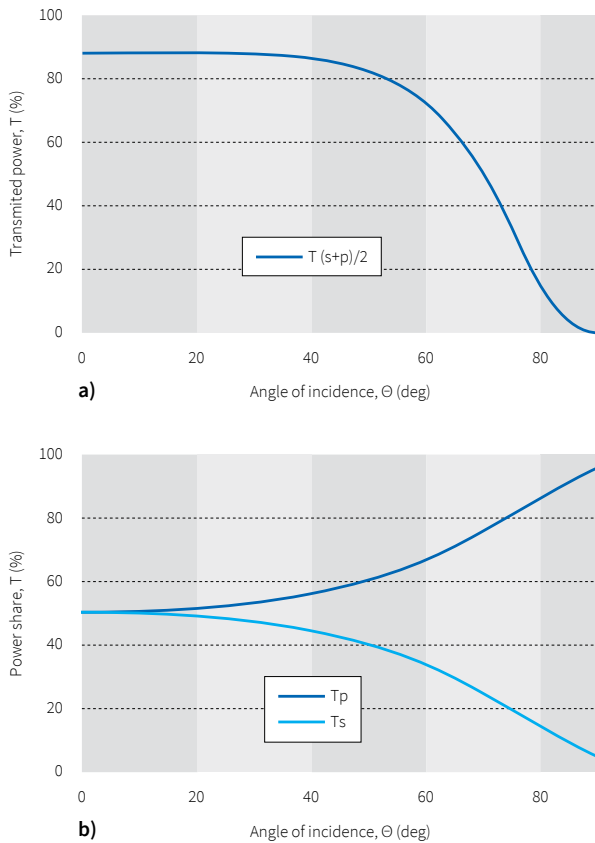 100
80
60
40
20
0
Transmited power, T (%)
T (s+p)/2
0 20 40 60 80
a) Angle of incidence, Θ (deg)
100
80
60
40
20
0
Power share, T (%)
Tp
Ts
0 20 40 60 80
b) Angle of incidence, Θ (deg)